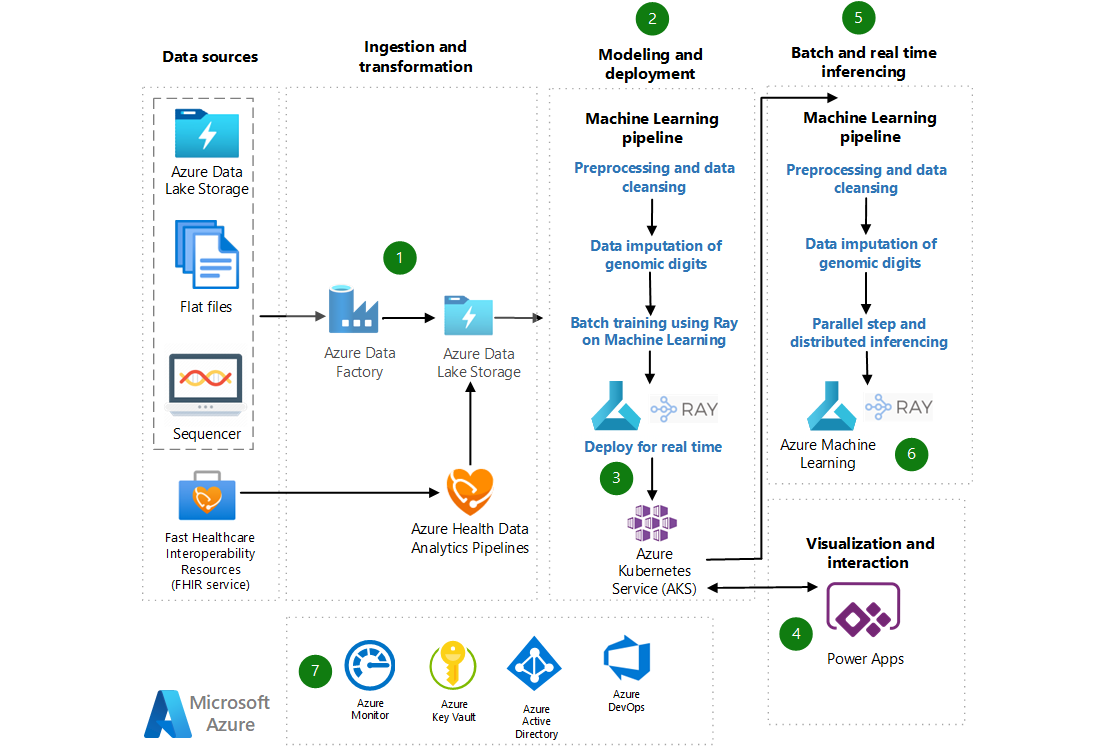 Data sources
Azure Data
Lake Storage
Flat files
Sequencer
Fast Healthcare
Interoperability
Resources
(FHIR service)
Ingestion and
transformation
1
Azure Data
Factory
Azure Data
Lake Storage
Azure Health Data
Analytics Pipelines
2
Modeling and
deployment
Machine Learning
pipeline
Preprocessing and data
cleansing
Data imputation of
genomic digits
Batch training using Ray
on Machine Learning
RAY
Deploy for real time
3
Azure
Kubernetes
Service (AKS)
5
Batch and real time
inferencing
Machine Learning
pipeline
Preprocessing and data
cleansing
Data imputation of
genomic digits
Parallel step and
distributed inferencing
RAY
Azure Machine
Learning
6
Visualization and
interaction
4
Power Apps
7
Azure
Monitor
Azure
Key Vault
Azure
Active
Directory
Azure
DevOps
Microsoft
Azure